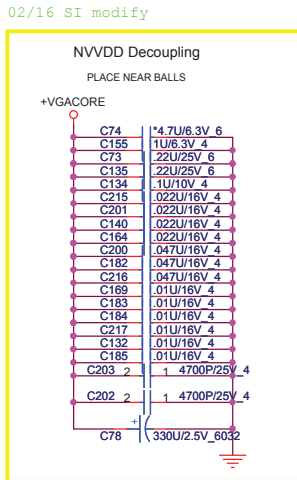 02/16 SI modify
NVVDD Decoupling
PLACE NEAR BALLS
+VGACORE
C74 *4.7U/6.3V_6
C155 1U/6.3V_4
C73 .22U/25V_6
C135 .22U/25V_6
C134 .1U/10V_4
C215 .022U/16V_4
C201 .022U/16V_4
C140 .022U/16V_4
C164 .022U/16V_4
C200 .047U/16V_4
C182 .047U/16V_4
C216 .047U/16V_4
C169 .01U/16V_4
C183 .01U/16V_4
C184 .01U/16V_4
C217 .01U/16V_4
C132 .01U/16V_4
C185 .01U/16V_4
C203 2 1 4700P/25V_4
C202 2 1 4700P/25V_4
+
C78 330U/2.5V_6032